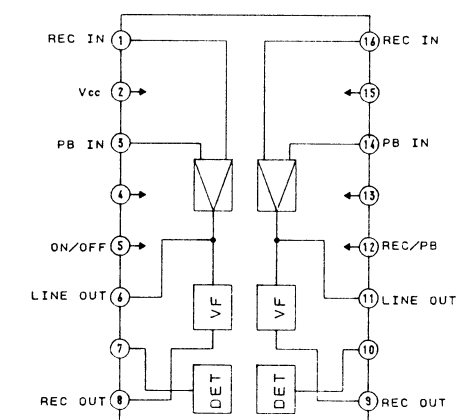 REC IN 1 16 REC IN
Vcc 2 15
PB IN 3 14 PB IN
4 13
ON/OFF 5 12 REC/PB
LINE OUT 6 11 LINE OUT
VF VF
7 10
DET DET
REC OUT 8 9 REC OUT